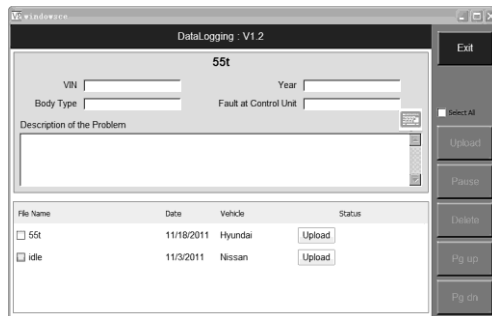 windowsce
DataLogging : V1.2
Exit
55t
VIN
Year
Body Type
Fault at Control Unit
Select All
Description of the Problem
Upload
Pause
File Name Date Vehicle Status
Delete
55t 11/18/2011 Hyundai Upload
idle 11/3/2011 Nissan Upload
Pg up
Pg dn